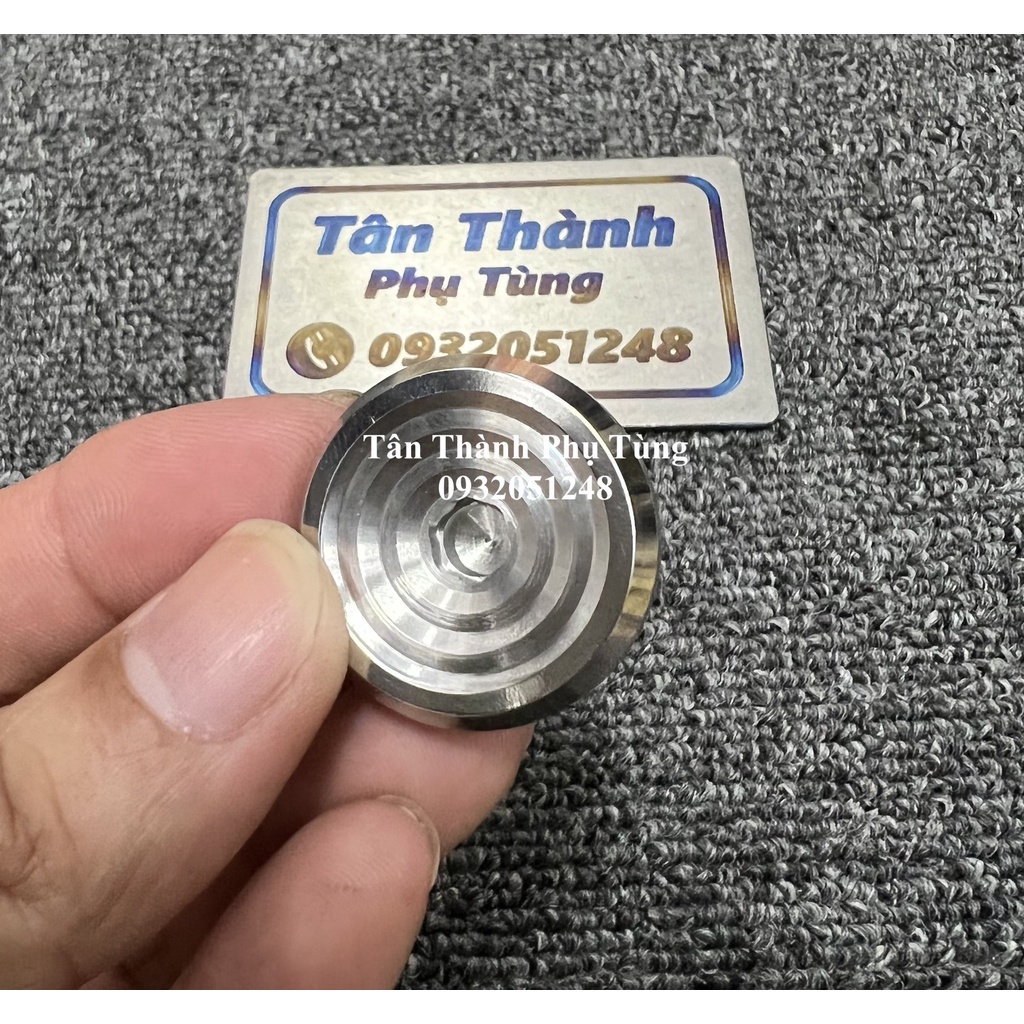 Tân Thành
Phụ Tùng
0932051248
Tân Thành Phụ Tùng
0932051248